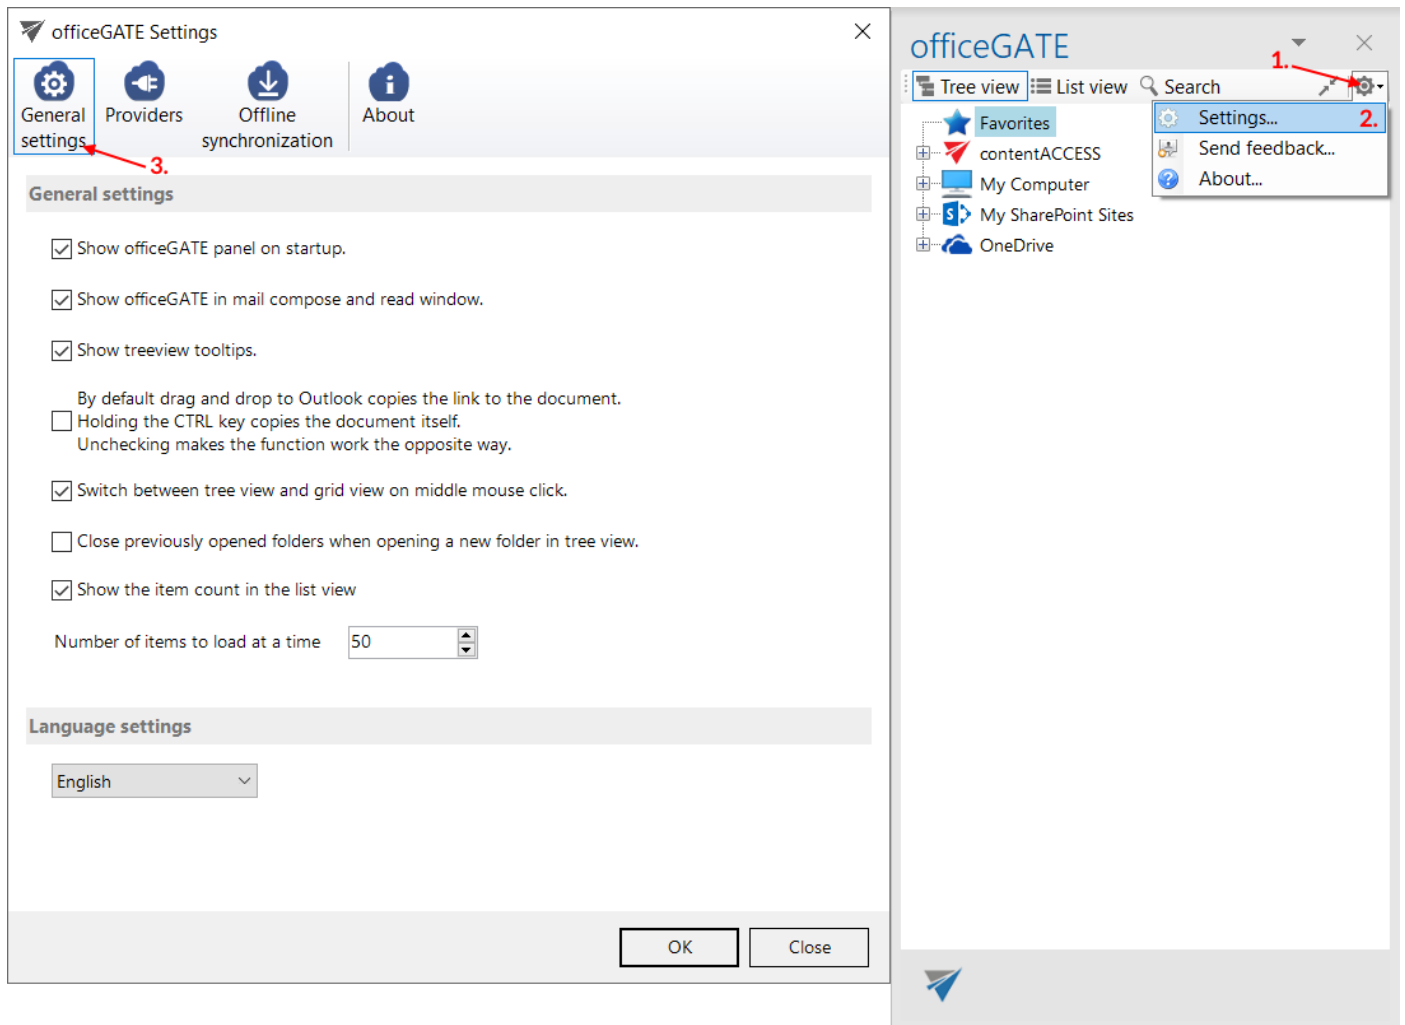 officeGATE Settings
General settings
Providers
Offline synchronization
About
3.
General settings
Show officeGATE panel on startup.
Show officeGATE in mail compose and read window.
Show treeview tooltips.
By default drag and drop to Outlook copies the link to the document.
Holding the CTRL key copies the document itself.
Unchecking makes the function work the opposite way.
Switch between tree view and grid view on middle mouse click.
Close previously opened folders when opening a new folder in tree view.
Show the item count in the list view
Number of items to load at a time 50
Language settings
English
OK Close
officeGATE
1.
Tree view List view Search
Settings... 2.
Send feedback...
About...
Favorites
contentACCESS
My Computer
My SharePoint Sites
OneDrive